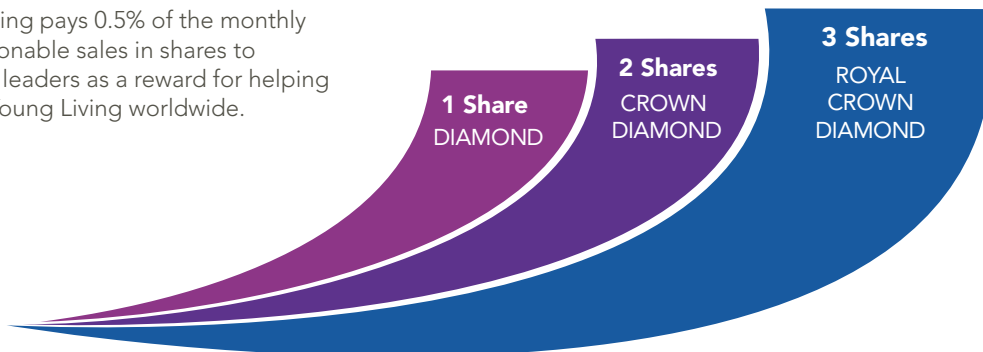 ing pays 0.5% of the monthly
onable sales in shares to
leaders as a reward for helping
oung Living worldwide.
1 Share
DIAMOND
2 Shares
CROWN
DIAMOND
3 Shares
ROYAL
CROWN
DIAMOND